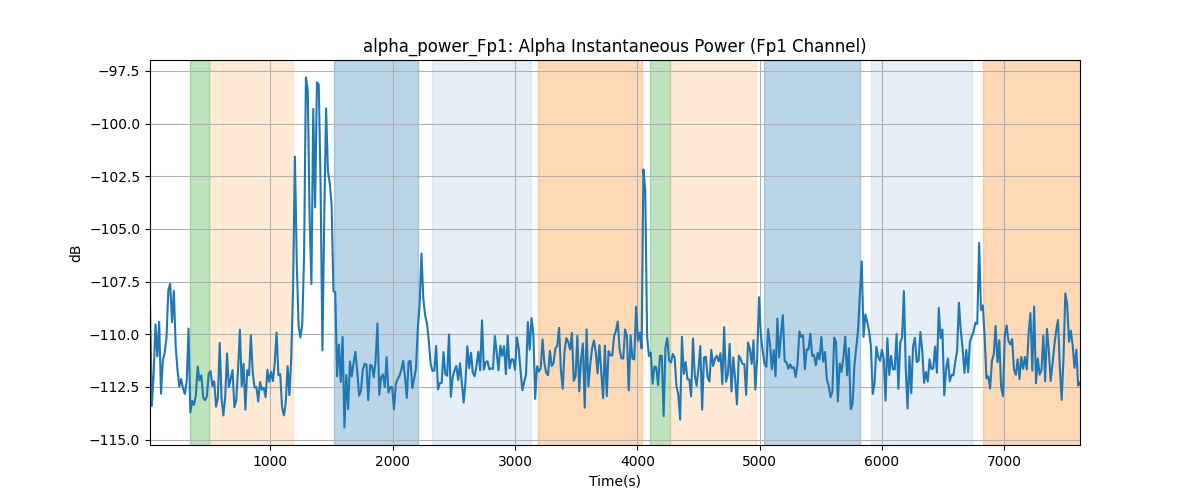 alpha_power_Fp1: Alpha Instantaneous Power (Fp1 Channel)
−97.5
−100.0
−102.5
−105.0
−107.5
−110.0
−112.5
−115.0
dB
1000 2000 3000 4000 5000 6000 7000
Time(s)